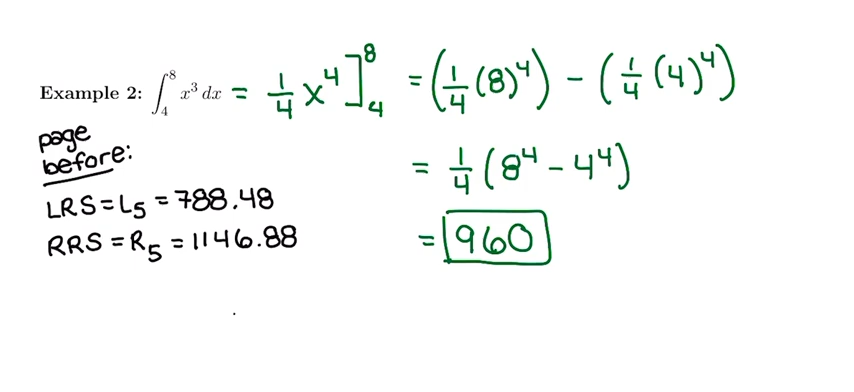 Example 2: ∫₄⁸ x³ dx = 1/4 x⁴]₄⁸ = (1/4 (8)⁴) − (1/4 (4)⁴)
page
before:
= 1/4 (8⁴ − 4⁴)
LRS = L₅ = 788.48
RRS = R₅ = 1146.88
= 960